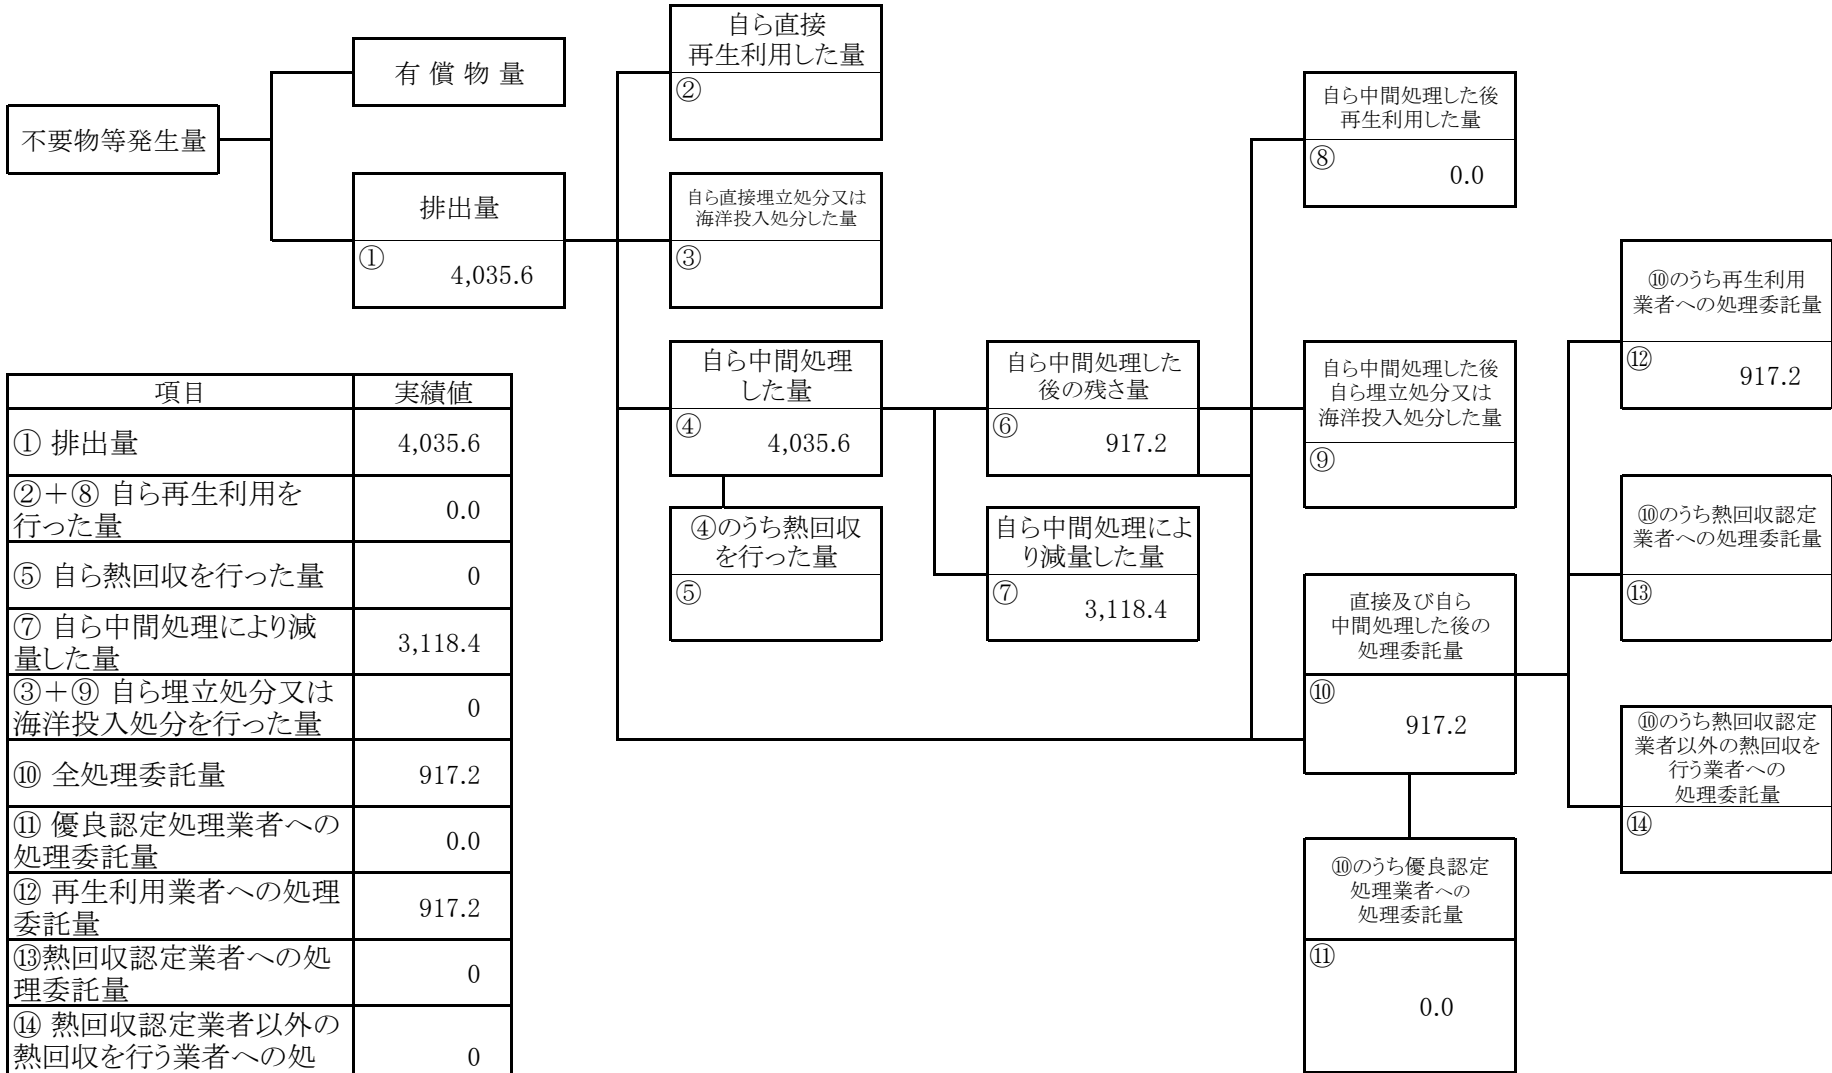 自ら直接
再生利用した量
②
有償物量
不要物等発生量
自ら中間処理した後
再生利用した量
⑧
0.0
排出量
①
4,035.6
自ら直接埋立処分又は
海洋投入処分した量
③
⑩のうち再生利用
業者への処理委託量
⑫
917.2
自ら中間処理
した量
④
4,035.6
自ら中間処理した
後の残さ量
⑥
917.2
自ら中間処理した後
自ら埋立処分又は
海洋投入処分した量
⑨
④のうち熱回収
を行った量
⑤
自ら中間処理によ
り減量した量
⑦
3,118.4
⑩のうち熱回収認定
業者への処理委託量
⑬
直接及び自ら
中間処理した後の
処理委託量
⑩
917.2
⑩のうち熱回収認定
業者以外の熱回収を
行う業者への
処理委託量
⑭
⑩のうち優良認定
処理業者への
処理委託量
⑪
0.0
項目 実績値
① 排出量 4,035.6
②＋⑧ 自ら再生利用を
行った量 0.0
⑤ 自ら熱回収を行った量 0
⑦ 自ら中間処理により減
量した量 3,118.4
③＋⑨ 自ら埋立処分又は
海洋投入処分を行った量 0
⑩ 全処理委託量 917.2
⑪ 優良認定処理業者への
処理委託量 0.0
⑫ 再生利用業者への処理
委託量 917.2
⑬熱回収認定業者への処
理委託量 0
⑭ 熱回収認定業者以外の
熱回収を行う業者への処 0